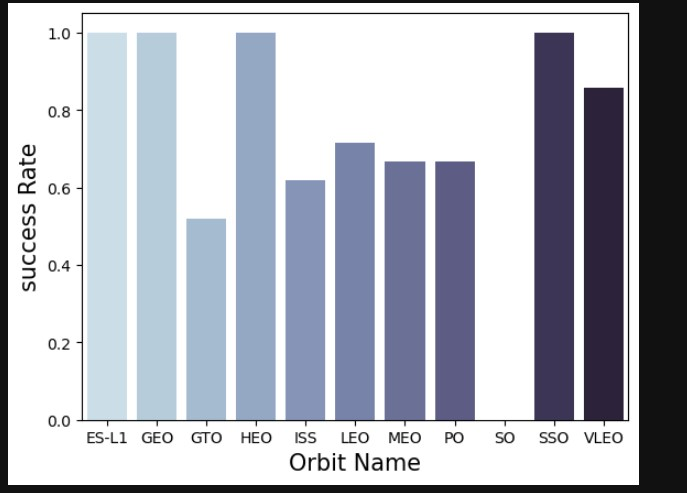 1.0
0.8
0.6
0.4
0.2
0.0
success Rate
ES-L1 GEO GTO HEO ISS LEO MEO PO SO SSO VLEO
Orbit Name